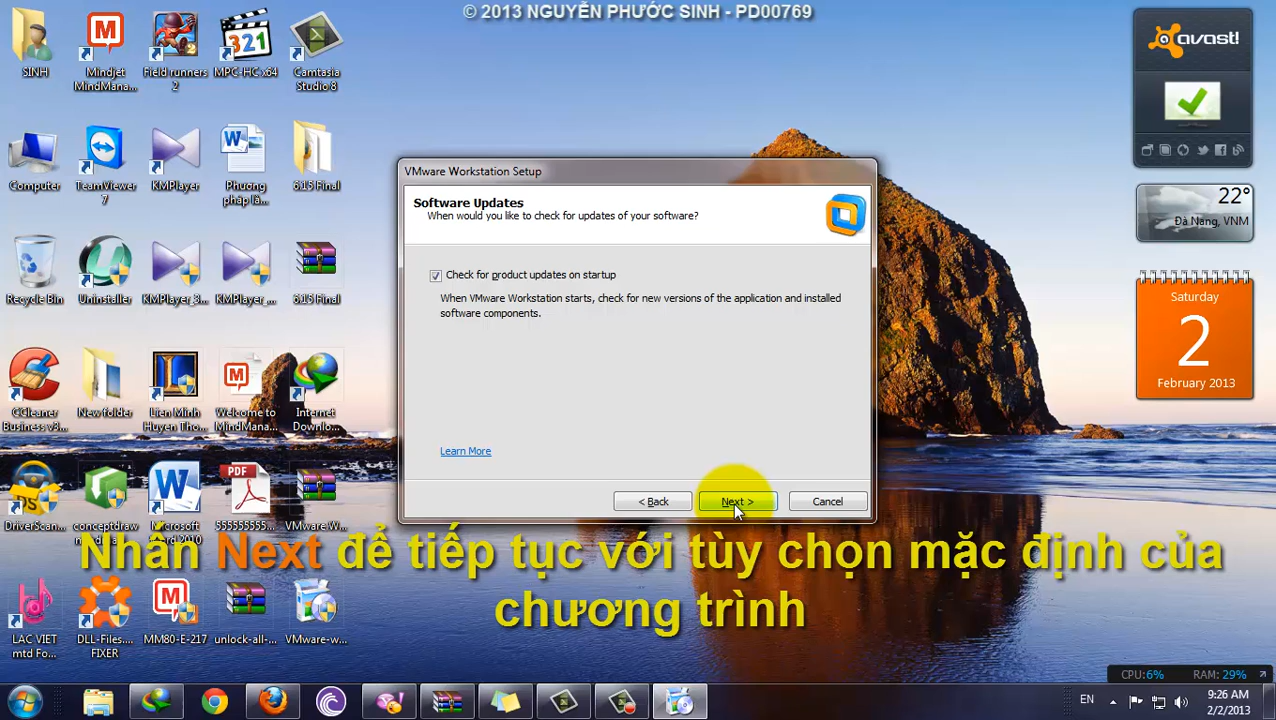 © 2013 NGUYỄN PHƯỚC SINH - PD00769
SINH
Mindjet
MindMana...
Field runners
2
MPC-HC x64
Camtasia
Studio 8
Computer
TeamViewer
7
KMPlayer
Phuong
pháp lã...
6.15 Final
Recycle Bin
Uninstaller
KMPlayer_3...
KMPlayer_...
6.15 Final
CCleaner
Business v3...
New folder
Lien Minh
Huyen Tho...
Welcome to
MindMana...
Internet
Downlo...
DriverScan...
conceptdraw
Microsoft
PDF
555555555...
VMware W...
LAC VIET
mtd Fo...
DLL-Files....
FIXER
MM80-E-217
unlock-all-...
VMware-w...
VMware Workstation Setup
Software Updates
When would you like to check for updates of your software?
Check for product updates on startup
When VMware Workstation starts, check for new versions of the application and installed
software components.
Learn More
< Back
Next >
Cancel
Nhấn Next để tiếp tục với tùy chọn mặc định của
chương trình
avast!
22°
Đà Nẵng, VNM
Saturday
2
February 2013
CPU:6%
RAM: 29%
EN
9:26 AM
2/2/2013